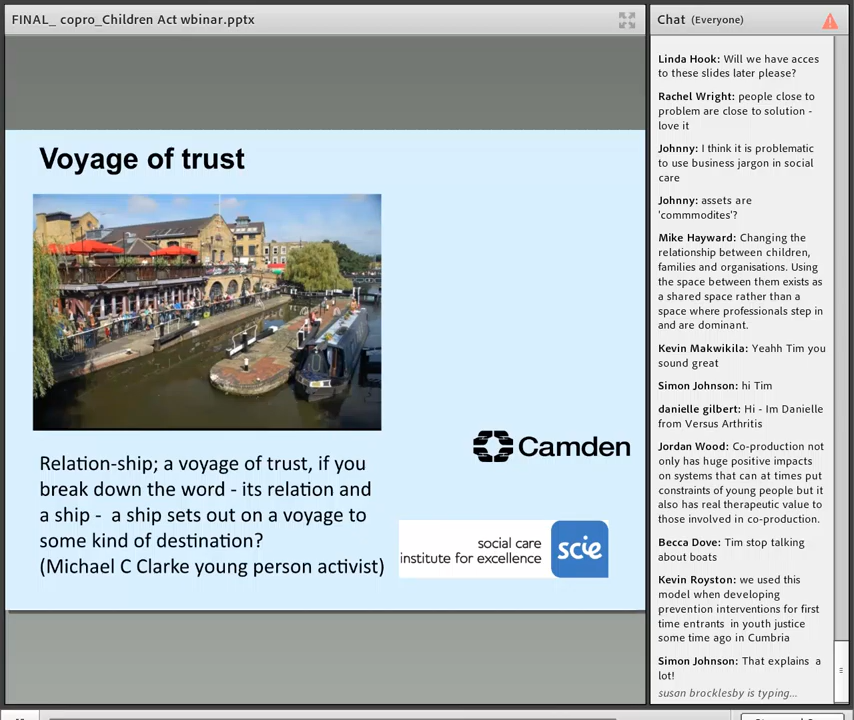 FINAL_ copro_Children Act wbinar.pptx
Voyage of trust
Relation-ship; a voyage of trust, if you
break down the word - its relation and
a ship -  a ship sets out on a voyage to
some kind of destination?
(Michael C Clarke young person activist)
Camden
social care
institute for excellence
scie
Chat (Everyone)
Linda Hook: Will we have acces
to these slides later please?
Rachel Wright: people close to
problem are close to solution -
love it
Johnny: I think it is problematic
to use business jargon in social
care
Johnny: assets are
'commmodites'?
Mike Hayward: Changing the
relationship between children,
families and organisations. Using
the space between them exists as
a shared space rather than a
space where professionals step in
and are dominant.
Kevin Makwikila: Yeahh Tim you
sound great
Simon Johnson: hi Tim
danielle gilbert: Hi - Im Danielle
from Versus Arthritis
Jordan Wood: Co-production not
only has huge positive impacts
on systems that can at times put
constraints of young people but it
also has real therapeutic value to
those involved in co-production.
Becca Dove: Tim stop talking
about boats
Kevin Royston: we used this
model when developing
prevention interventions for first
time entrants  in youth justice
some time ago in Cumbria
Simon Johnson: That explains  a
lot!
susan brocklesby is typing...